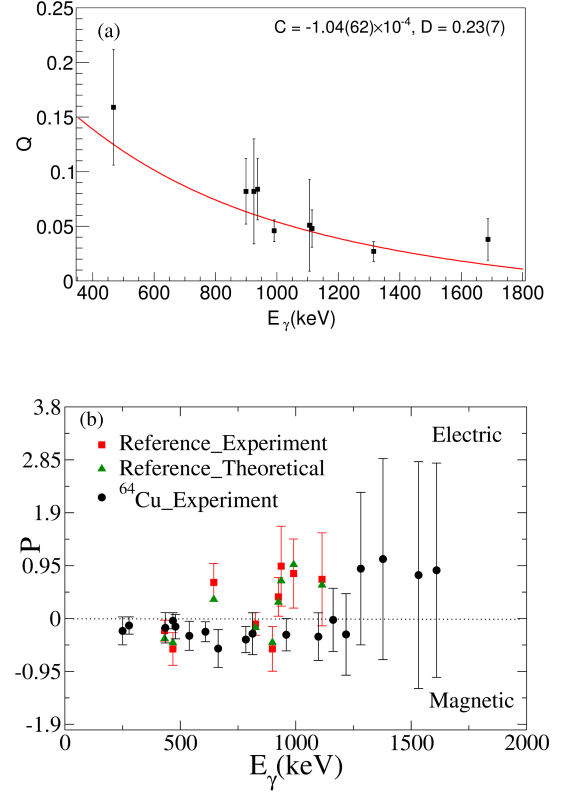 (a)
C = -1.04(62)×10⁻⁴, D = 0.23(7)
0.25
0.2
0.15
0.1
0.05
0
Q
400 600 800 1000 1200 1400 1600 1800
E_γ(keV)
(b)
3.8
2.85
1.9
0.95
0
-0.95
-1.9
P
Electric
Reference_Experiment
Reference_Theoretical
⁶⁴Cu_Experiment
Magnetic
0 500 1000 1500 2000
E_γ(keV)